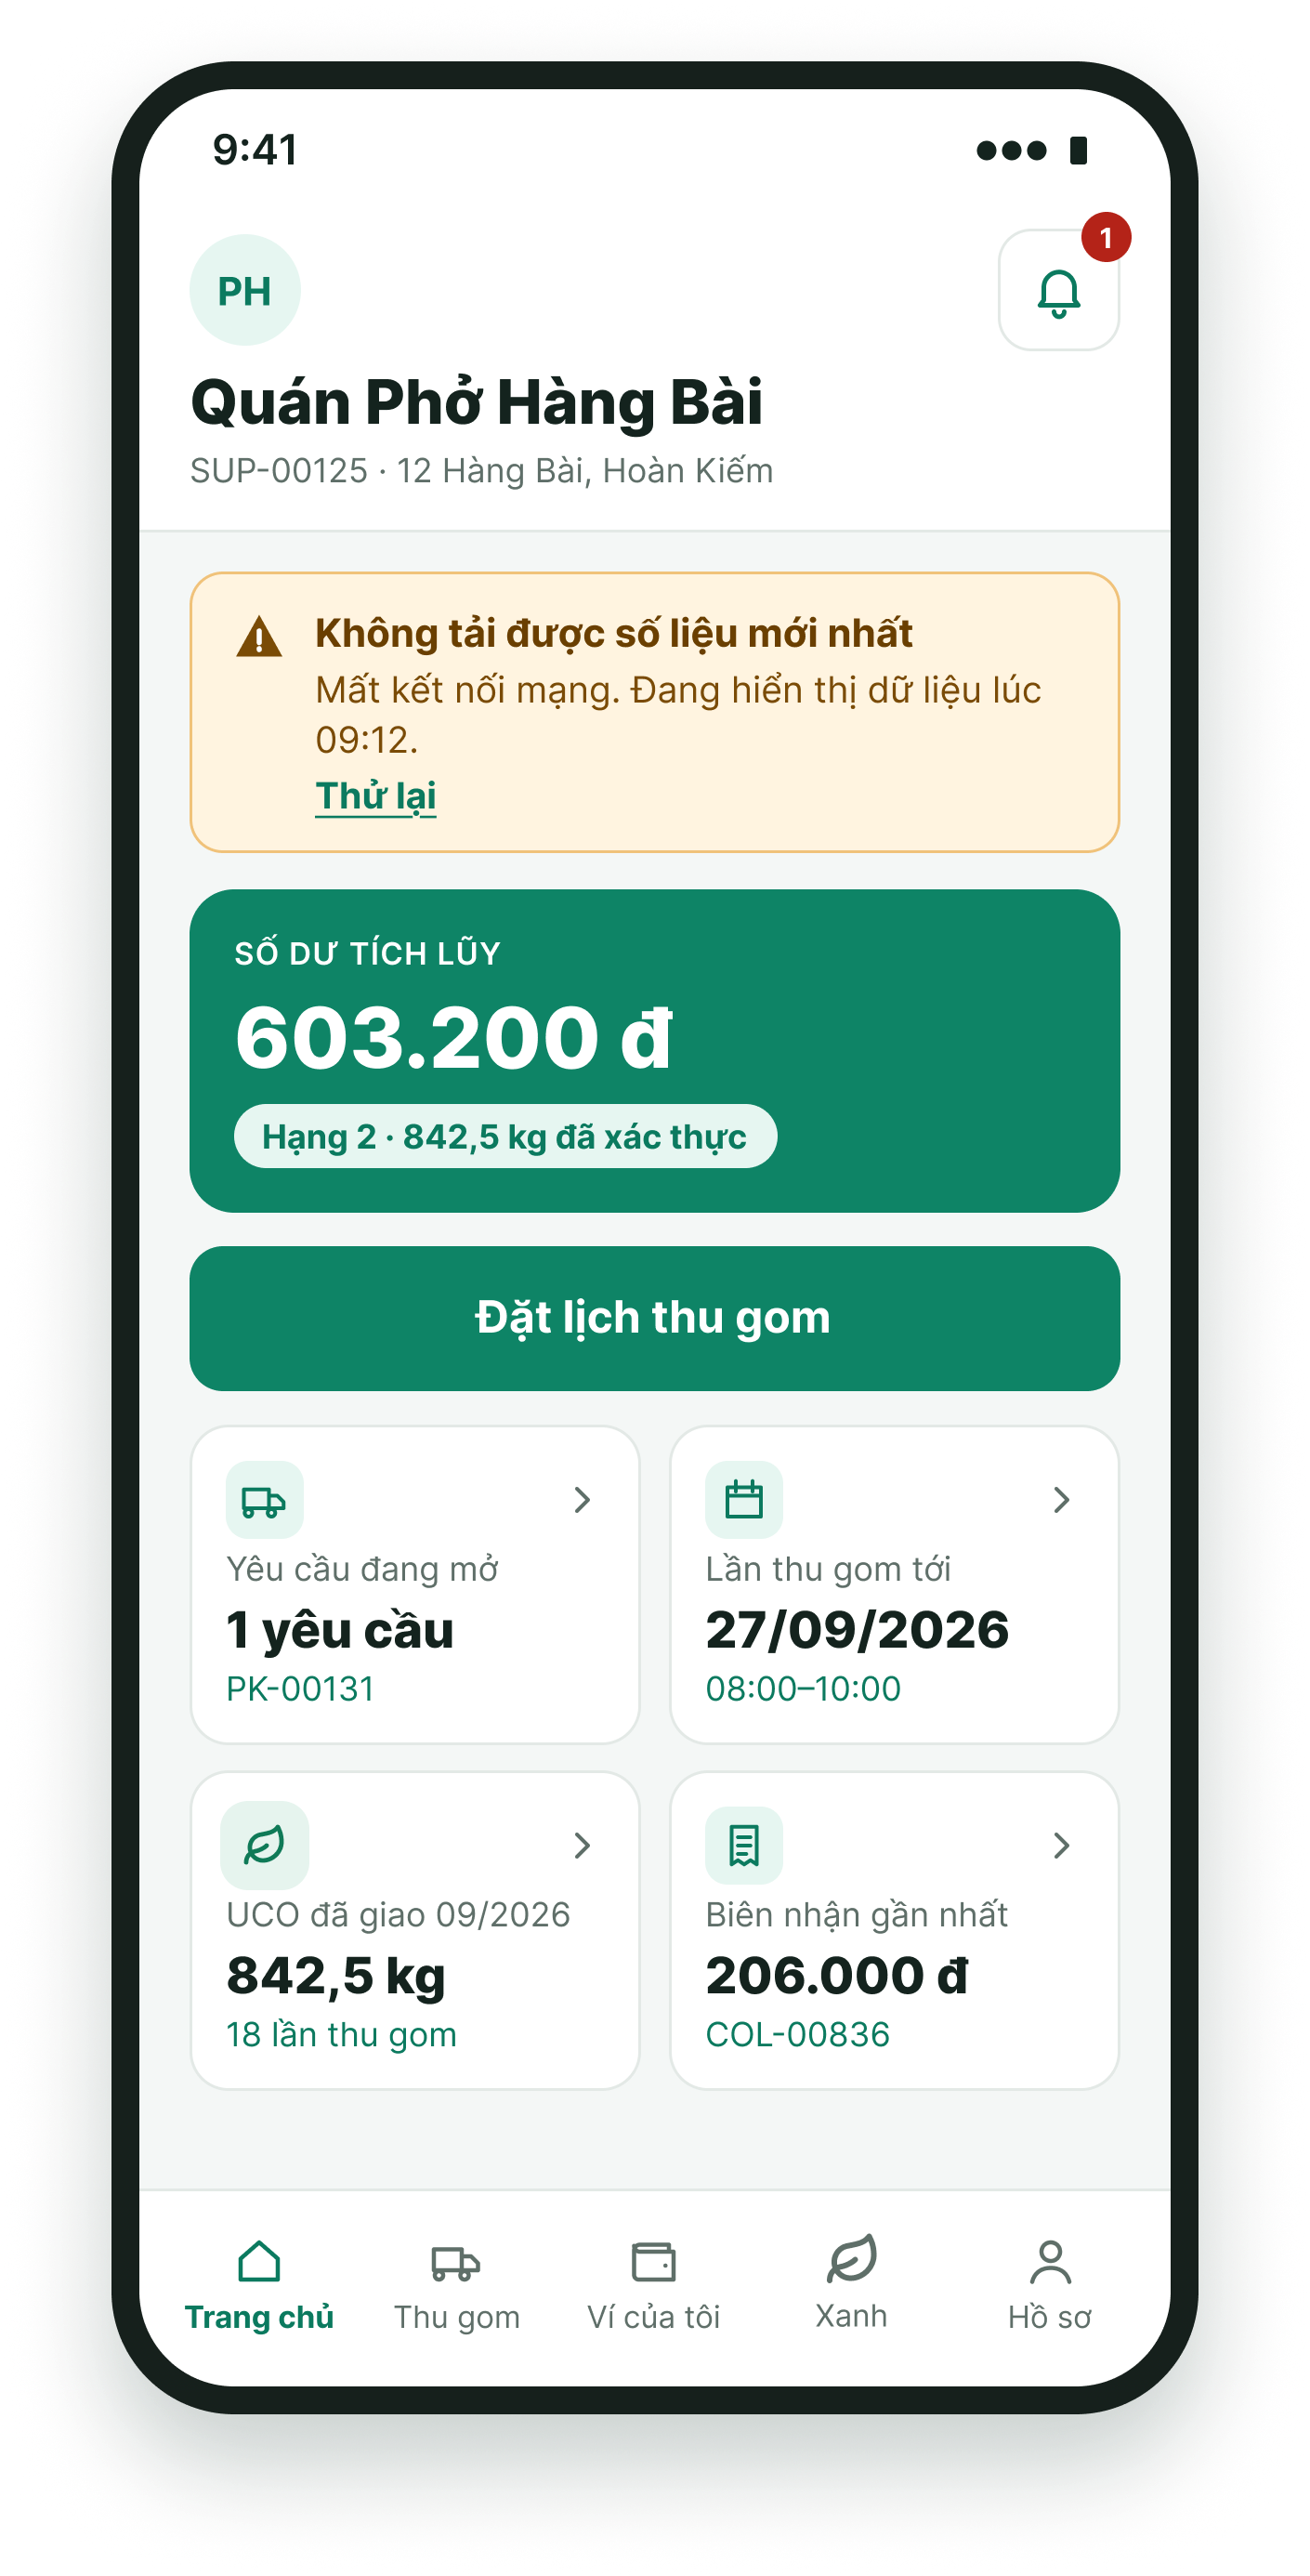 9:41
1
PH
Quán Phở Hàng Bài
SUP-00125 · 12 Hàng Bài, Hoàn Kiếm
Không tải được số liệu mới nhất
Mất kết nối mạng. Đang hiển thị dữ liệu lúc
09:12.
Thử lại
SỐ DƯ TÍCH LŨY
603.200 đ
Hạng 2 · 842,5 kg đã xác thực
Đặt lịch thu gom
Yêu cầu đang mở
1 yêu cầu
PK-00131
Lần thu gom tới
27/09/2026
08:00–10:00
UCO đã giao 09/2026
842,5 kg
18 lần thu gom
Biên nhận gần nhất
206.000 đ
COL-00836
Trang chủ
Thu gom
Ví của tôi
Xanh
Hồ sơ